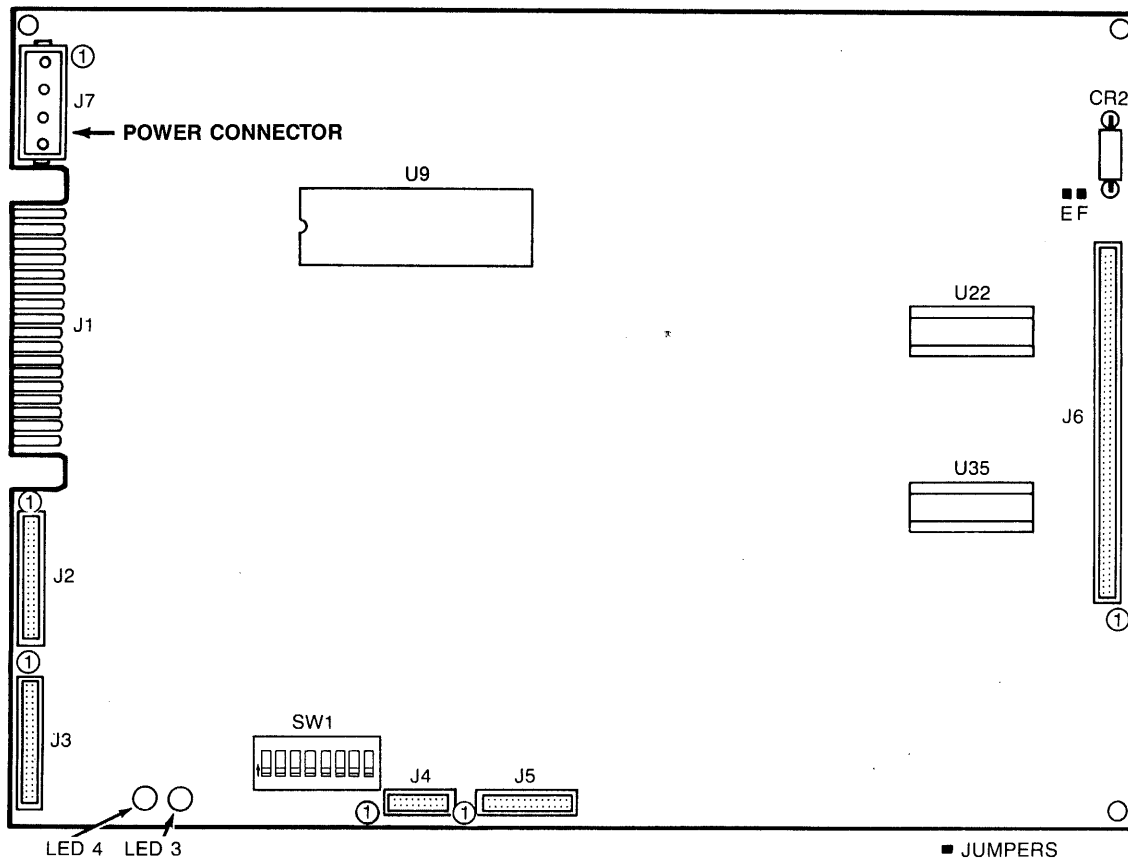 ①
J7
POWER CONNECTOR
CR2
U9
E F
U22
J1
J6
U35
①
J2
①
①
J3
SW1
J4
J5
①
①
LED 4
LED 3
JUMPERS